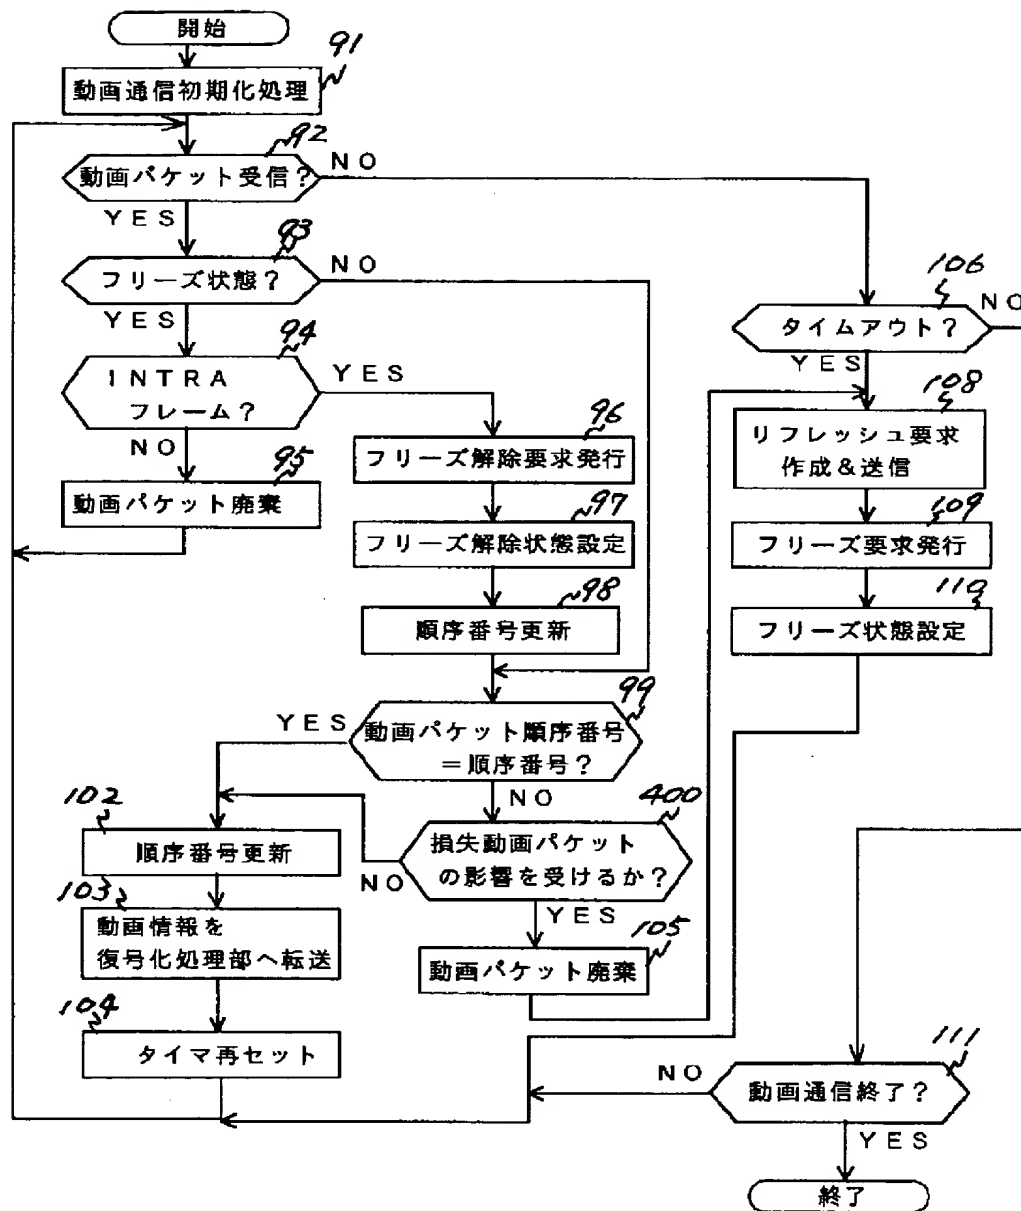 開始
91
動画通信初期化処理
92
動画パケット受信？
NO
YES
93
フリーズ状態？
NO
YES
94
INTRA
フレーム？
YES
NO
95
動画パケット廃棄
96
フリーズ解除要求発行
97
フリーズ解除状態設定
98
順序番号更新
99
動画パケット順序番号
＝順序番号？
YES
NO
400
損失動画パケット
の影響を受けるか？
NO
YES
102
順序番号更新
103
動画情報を
復号化処理部へ転送
104
タイマ再セット
105
動画パケット廃棄
106
タイムアウト？
NO
YES
108
リフレッシュ要求
作成&送信
109
フリーズ要求発行
110
フリーズ状態設定
111
動画通信終了？
NO
YES
終了